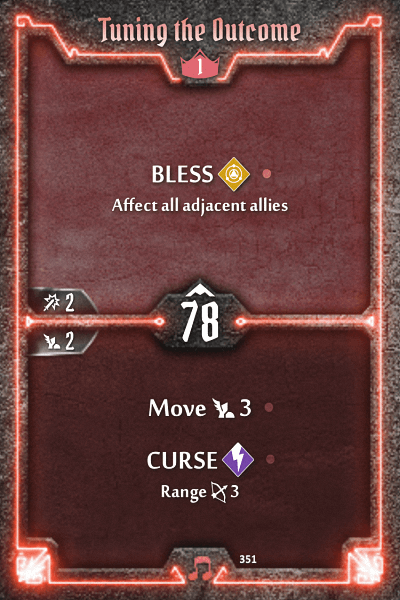 Tuning the Outcome
1
BLESS
Affect all adjacent allies
2
78
2
Move 3
CURSE
Range 3
351